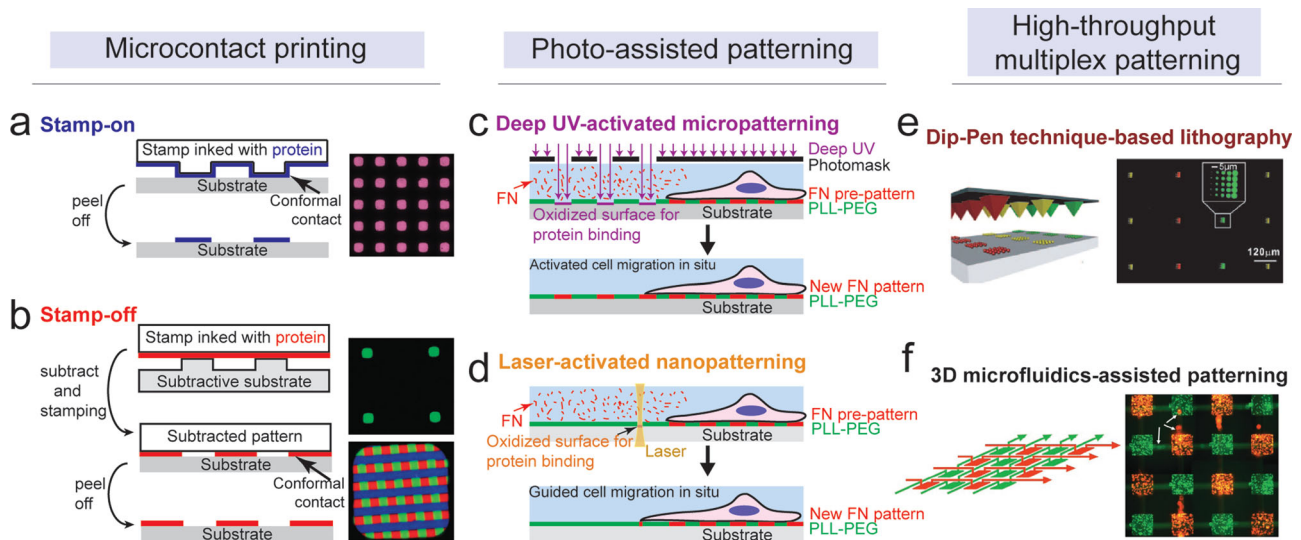 Microcontact printing
Photo-assisted patterning
High-throughput
multiplex patterning
a Stamp-on
Stamp inked with protein
Substrate
peel
off
Conformal
contact
Substrate
b Stamp-off
Stamp inked with protein
Subtractive substrate
subtract
and
stamping
Subtracted pattern
Substrate
peel
off
Conformal
contact
Substrate
c Deep UV-activated micropatterning
Deep UV
Photomask
FN
FN pre-pattern
PLL-PEG
Oxidized surface for
protein binding
Substrate
Activated cell migration in situ
New FN pattern
PLL-PEG
Substrate
d Laser-activated nanopatterning
FN
FN pre-pattern
PLL-PEG
Oxidized surface for
protein binding
Laser
Substrate
Guided cell migration in situ
New FN pattern
PLL-PEG
Substrate
e Dip-Pen technique-based lithography
5µm
120µm
f 3D microfluidics-assisted patterning